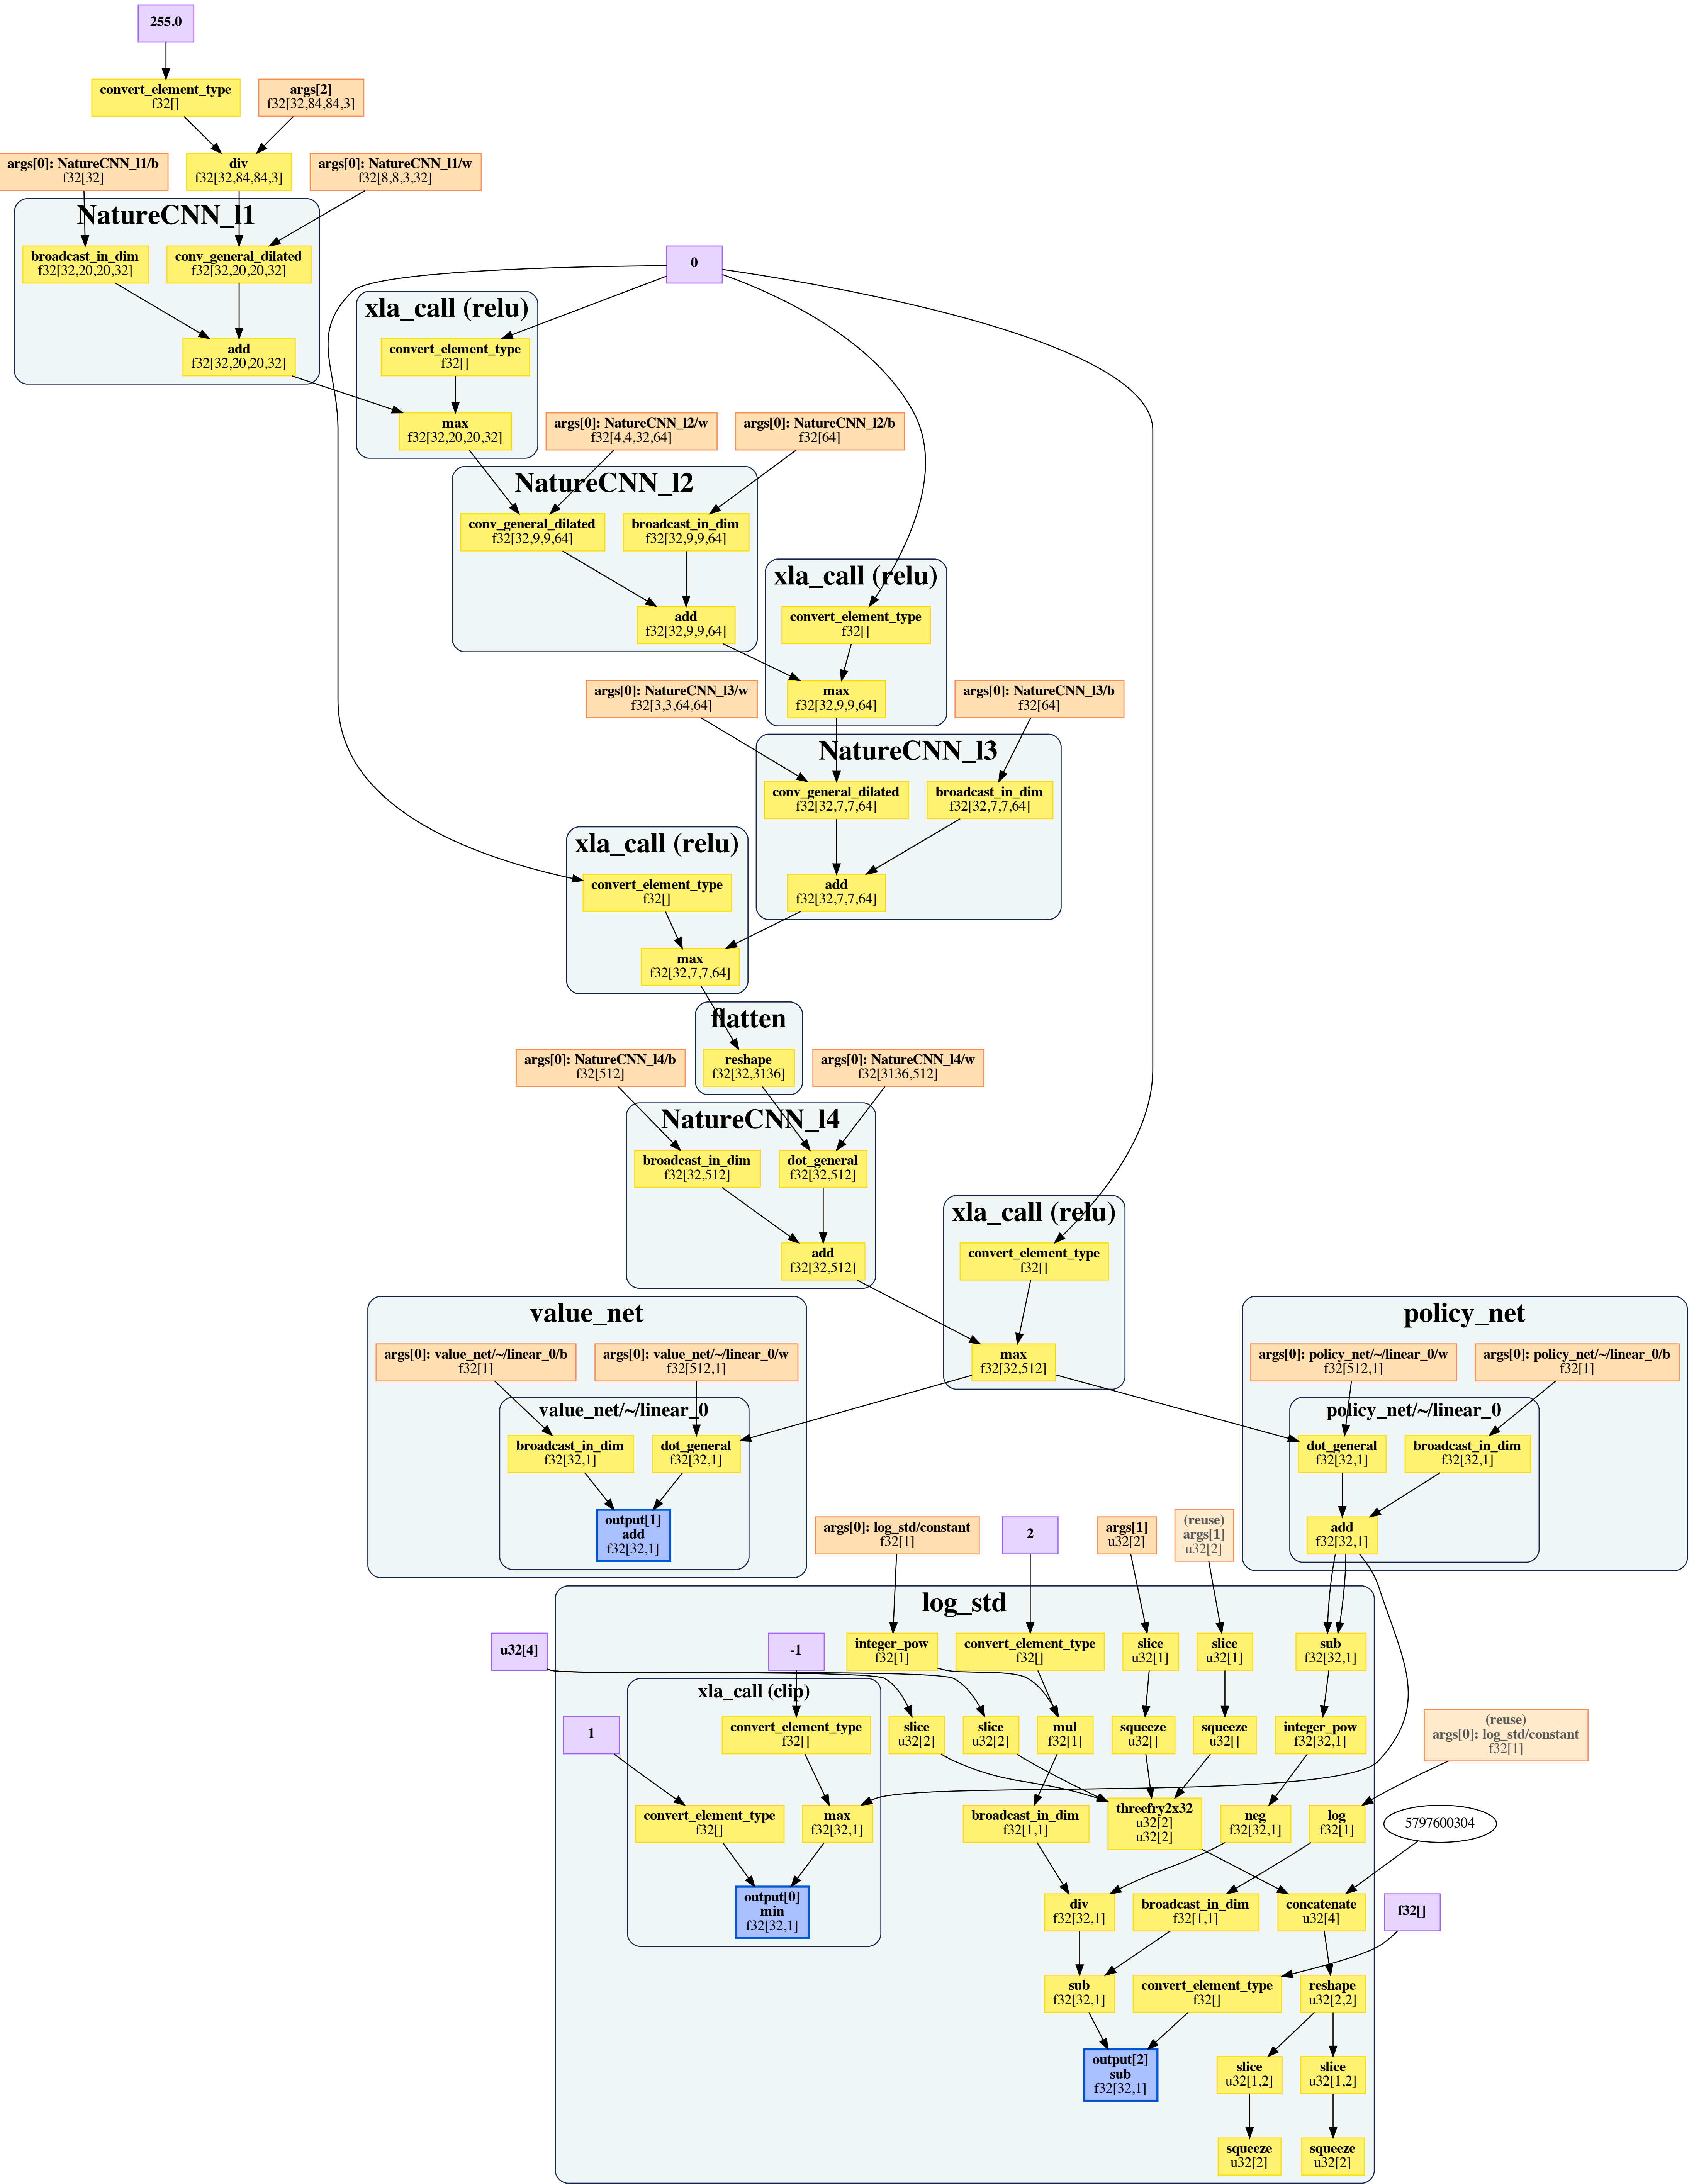 255.0
convert_element_type
f32[]
args[2]
f32[32,84,84,3]
args[0]: NatureCNN_l1/b
f32[32]
div
f32[32,84,84,3]
args[0]: NatureCNN_l1/w
f32[8,8,3,32]
NatureCNN_l1
broadcast_in_dim
f32[32,20,20,32]
conv_general_dilated
f32[32,20,20,32]
add
f32[32,20,20,32]
0
xla_call (relu)
convert_element_type
f32[]
max
f32[32,20,20,32]
args[0]: NatureCNN_l2/w
f32[4,4,32,64]
args[0]: NatureCNN_l2/b
f32[64]
NatureCNN_l2
conv_general_dilated
f32[32,9,9,64]
broadcast_in_dim
f32[32,9,9,64]
add
f32[32,9,9,64]
xla_call (relu)
convert_element_type
f32[]
max
f32[32,9,9,64]
args[0]: NatureCNN_l3/w
f32[3,3,64,64]
args[0]: NatureCNN_l3/b
f32[64]
NatureCNN_l3
conv_general_dilated
f32[32,7,7,64]
broadcast_in_dim
f32[32,7,7,64]
add
f32[32,7,7,64]
xla_call (relu)
convert_element_type
f32[]
max
f32[32,7,7,64]
flatten
reshape
f32[32,3136]
args[0]: NatureCNN_l4/b
f32[512]
args[0]: NatureCNN_l4/w
f32[3136,512]
NatureCNN_l4
broadcast_in_dim
f32[32,512]
dot_general
f32[32,512]
add
f32[32,512]
xla_call (relu)
convert_element_type
f32[]
max
f32[32,512]
value_net
args[0]: value_net/~/linear_0/b
f32[1]
args[0]: value_net/~/linear_0/w
f32[512,1]
value_net/~/linear_0
broadcast_in_dim
f32[32,1]
dot_general
f32[32,1]
output[1]
add
f32[32,1]
policy_net
args[0]: policy_net/~/linear_0/w
f32[512,1]
args[0]: policy_net/~/linear_0/b
f32[1]
policy_net/~/linear_0
dot_general
f32[32,1]
broadcast_in_dim
f32[32,1]
add
f32[32,1]
args[0]: log_std/constant
f32[1]
2
args[1]
u32[2]
(reuse)
args[1]
u32[2]
log_std
u32[4]
-1
integer_pow
f32[1]
convert_element_type
f32[]
slice
u32[1]
slice
u32[1]
sub
f32[32,1]
xla_call (clip)
1
convert_element_type
f32[]
slice
u32[2]
slice
u32[2]
mul
f32[1]
squeeze
u32[]
squeeze
u32[]
integer_pow
f32[32,1]
(reuse)
args[0]: log_std/constant
f32[1]
convert_element_type
f32[]
max
f32[32,1]
broadcast_in_dim
f32[1,1]
threefry2x32
u32[2]
u32[2]
neg
f32[32,1]
log
f32[1]
5797600304
output[0]
min
f32[32,1]
div
f32[32,1]
broadcast_in_dim
f32[1,1]
concatenate
u32[4]
f32[]
sub
f32[32,1]
convert_element_type
f32[]
reshape
u32[2,2]
output[2]
sub
f32[32,1]
slice
u32[1,2]
slice
u32[1,2]
squeeze
u32[2]
squeeze
u32[2]